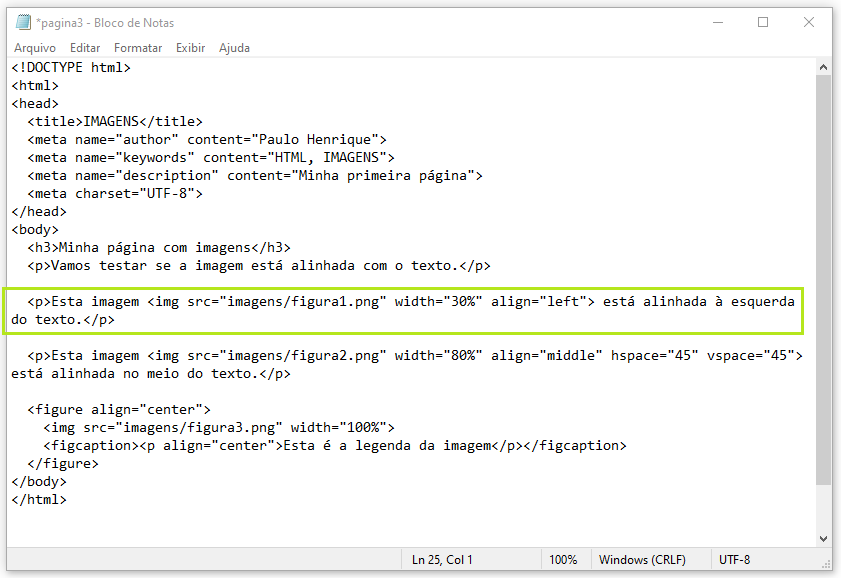 *pagina3 - Bloco de Notas
Arquivo Editar Formatar Exibir Ajuda
<!DOCTYPE html>
<html>
<head>
  <title>IMAGENS</title>
  <meta name="author" content="Paulo Henrique">
  <meta name="keywords" content="HTML, IMAGENS">
  <meta name="description" content="Minha primeira página">
  <meta charset="UTF-8">
</head>
<body>
  <h3>Minha página com imagens</h3>
  <p>Vamos testar se a imagem está alinhada com o texto.</p>

  <p>Esta imagem <img src="imagens/figura1.png" width="30%" align="left"> está alinhada à esquerda
do texto.</p>

  <p>Esta imagem <img src="imagens/figura2.png" width="80%" align="middle" hspace="45" vspace="45">
está alinhada no meio do texto.</p>

  <figure align="center">
    <img src="imagens/figura3.png" width="100%">
    <figcaption><p align="center">Esta é a legenda da imagem</p></figcaption>
  </figure>
</body>
</html>
Ln 25, Col 1 100% Windows (CRLF) UTF-8